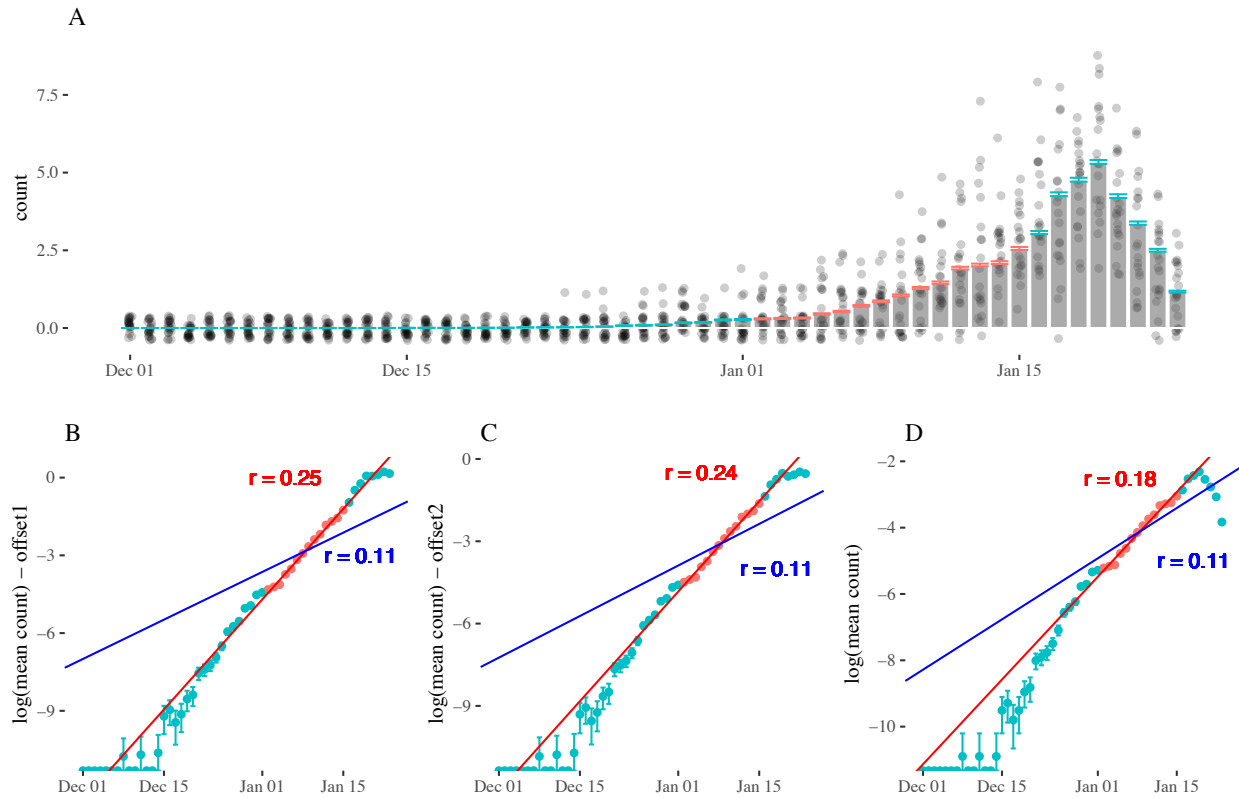 A
count
7.5
5.0
2.5
0.0
Dec 01
Dec 15
Jan 01
Jan 15
B
log(mean count) − offset1
0
−3
−6
−9
r = 0.25
r = 0.11
Dec 01
Dec 15
Jan 01
Jan 15
C
log(mean count) − offset2
0
−3
−6
−9
r = 0.24
r = 0.11
Dec 01
Dec 15
Jan 01
Jan 15
D
log(mean count)
−2
−4
−6
−8
−10
r = 0.18
r = 0.11
Dec 01
Dec 15
Jan 01
Jan 15